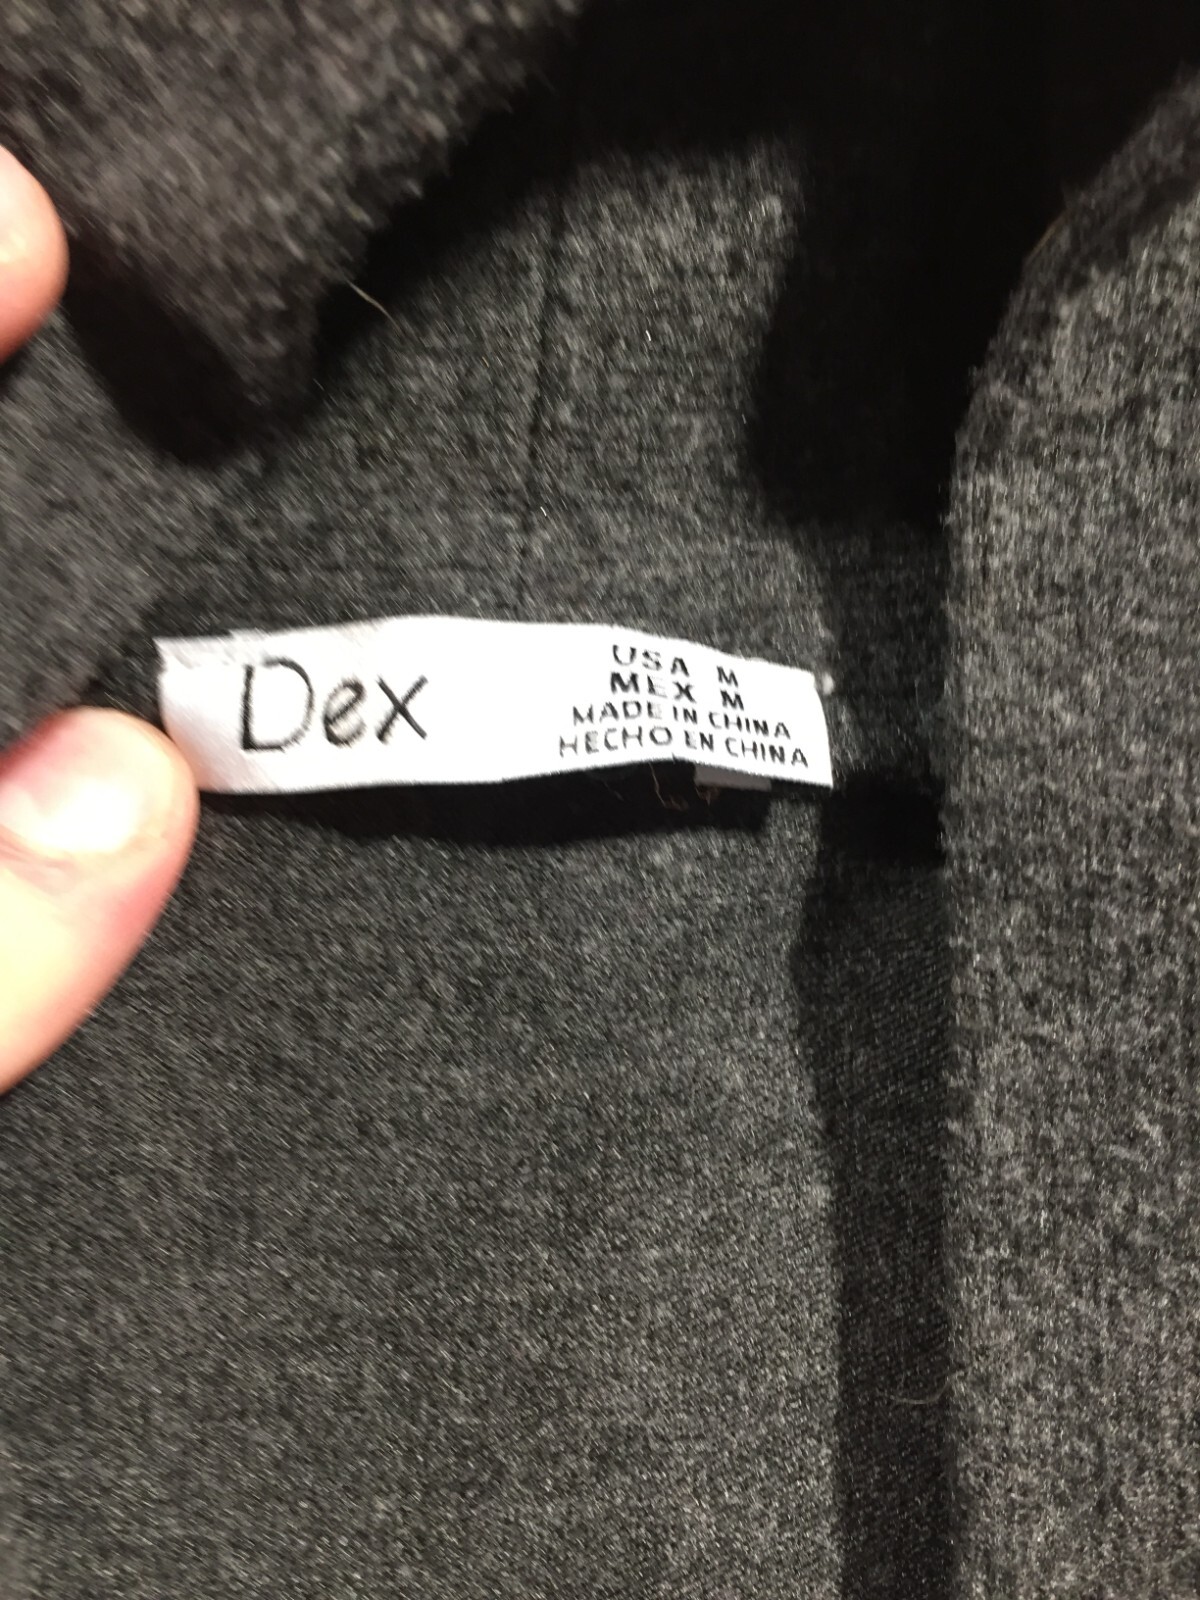 Dex
USA M
MEX M
MADE IN CHINA
HECHO EN CHINA